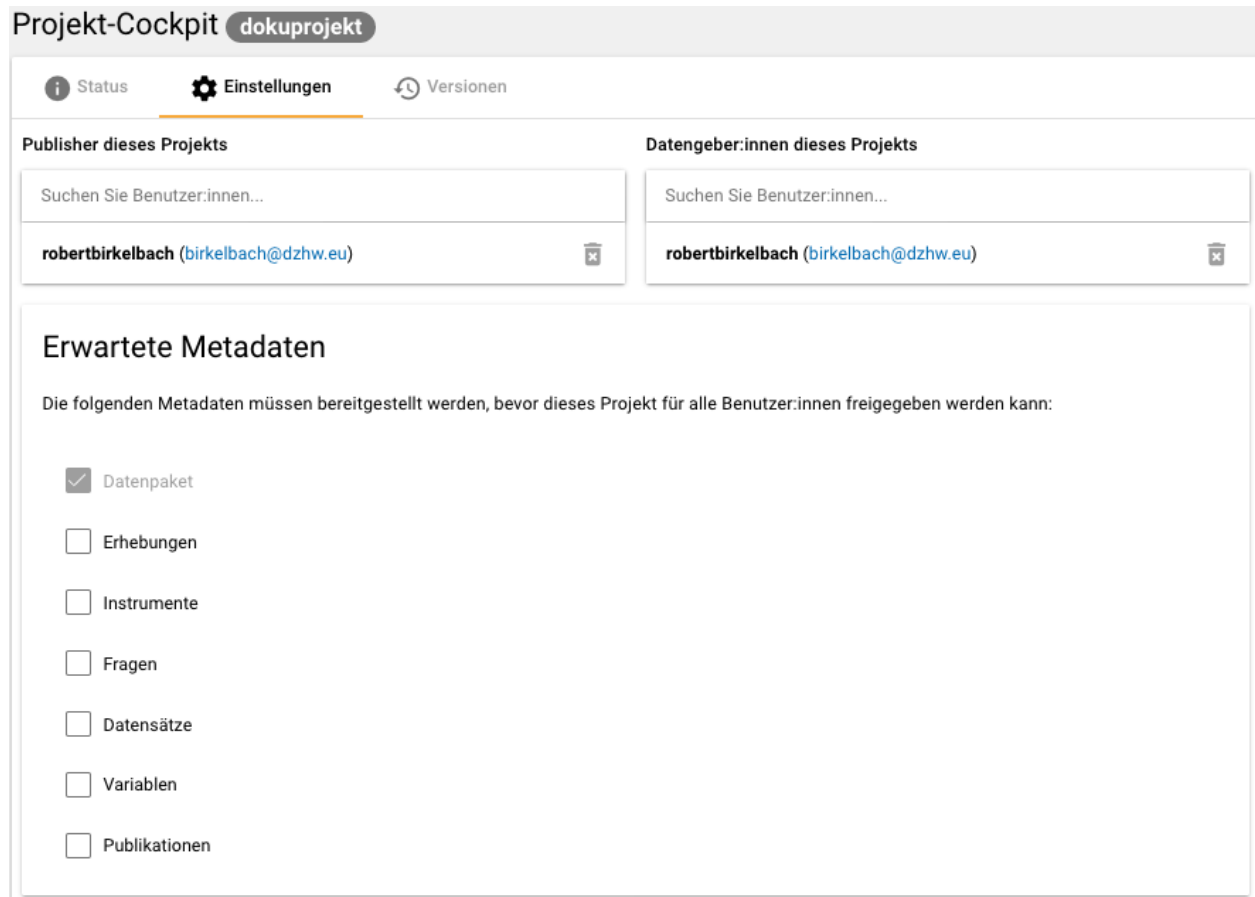 Projekt-Cockpit dokuprojekt
Status Einstellungen Versionen
Publisher dieses Projekts
Suchen Sie Benutzer:innen...
robertbirkelbach (birkelbach@dzhw.eu)
Datengeber:innen dieses Projekts
Suchen Sie Benutzer:innen...
robertbirkelbach (birkelbach@dzhw.eu)
Erwartete Metadaten
Die folgenden Metadaten müssen bereitgestellt werden, bevor dieses Projekt für alle Benutzer:innen freigegeben werden kann:
Datenpaket
Erhebungen
Instrumente
Fragen
Datensätze
Variablen
Publikationen